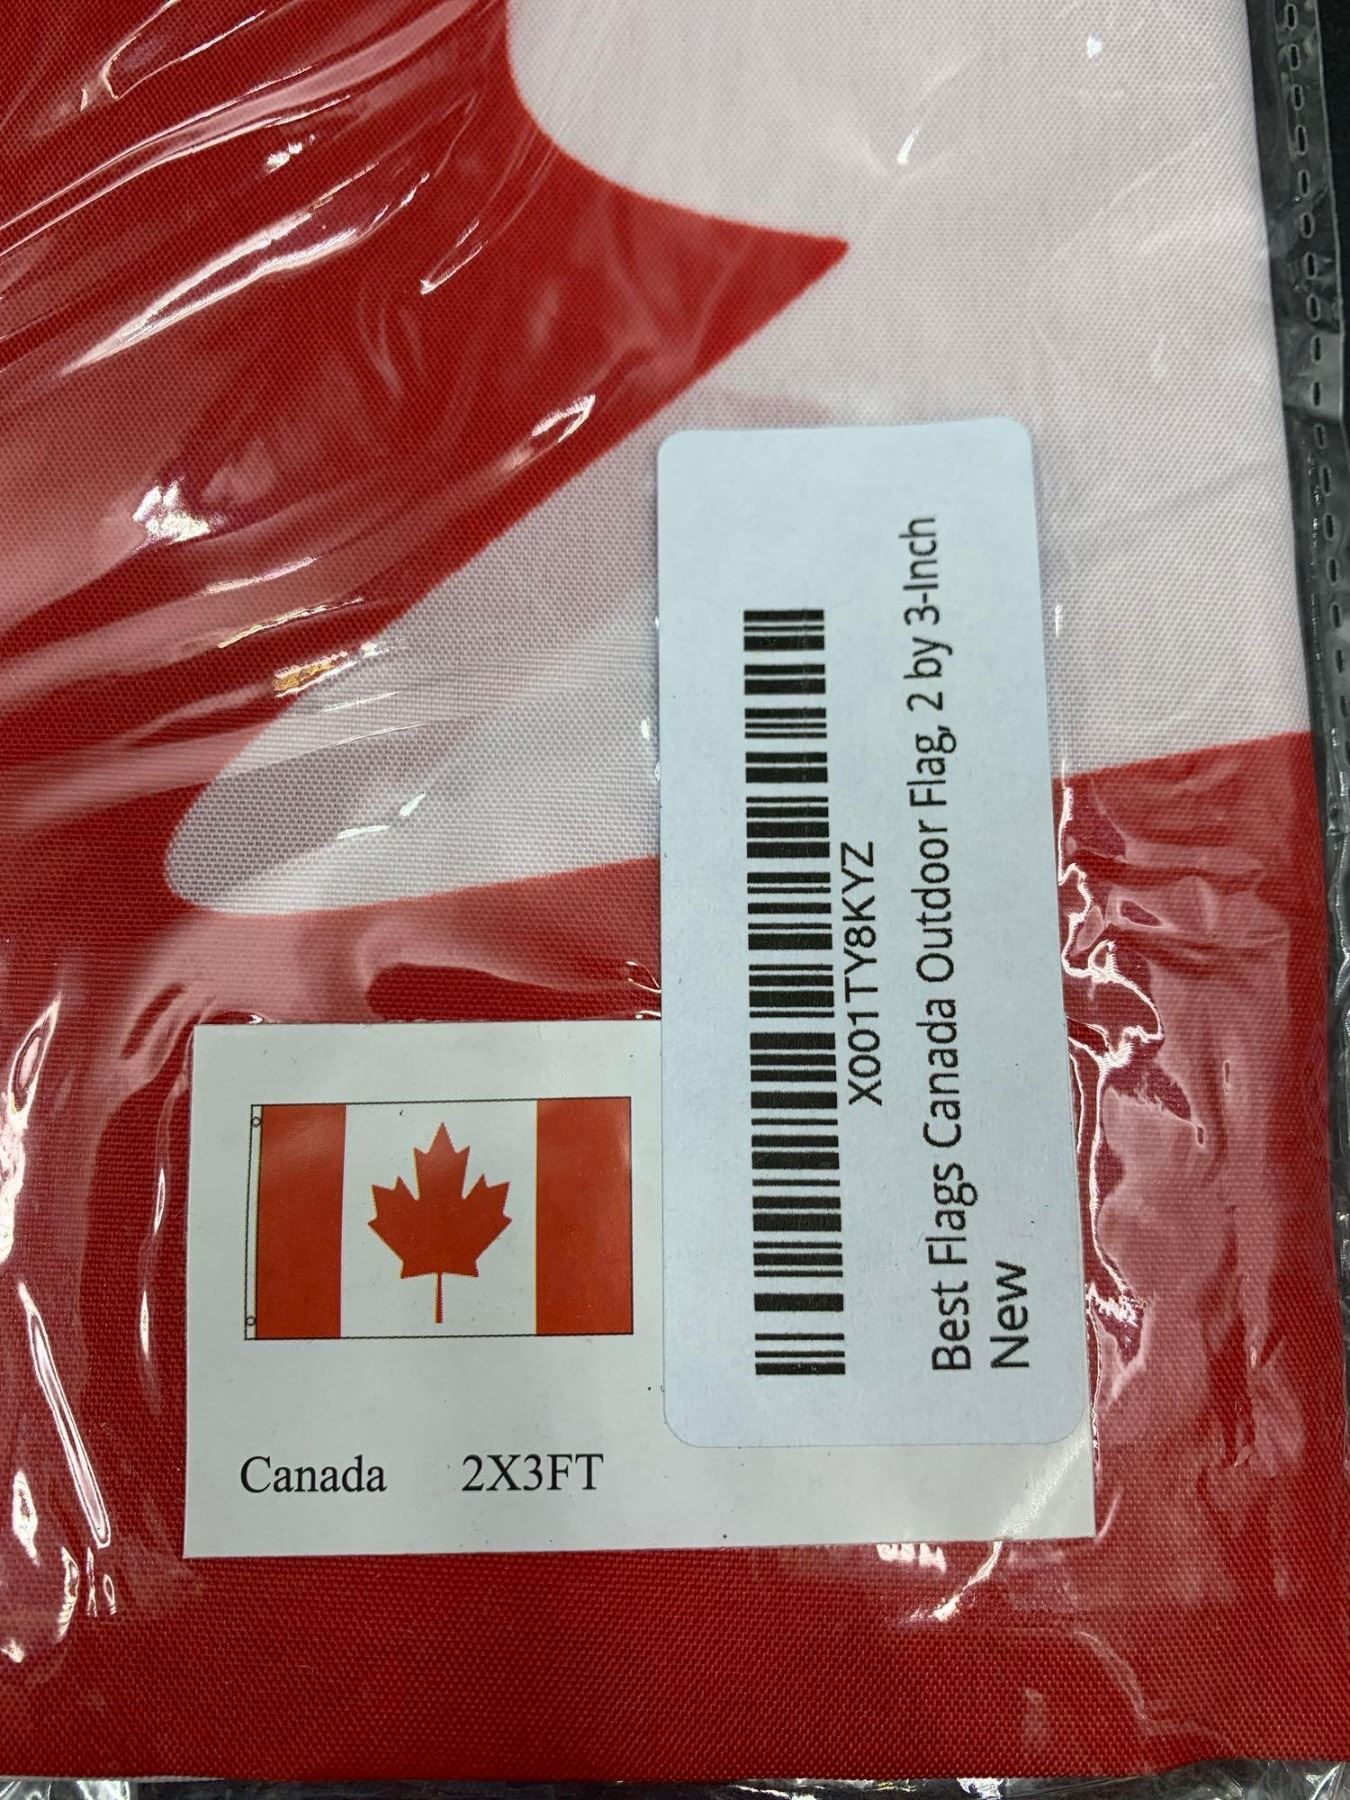 X001TY8KYZ
Best Flags Canada Outdoor Flag, 2 by 3-Inch
New
Canada 2X3FT